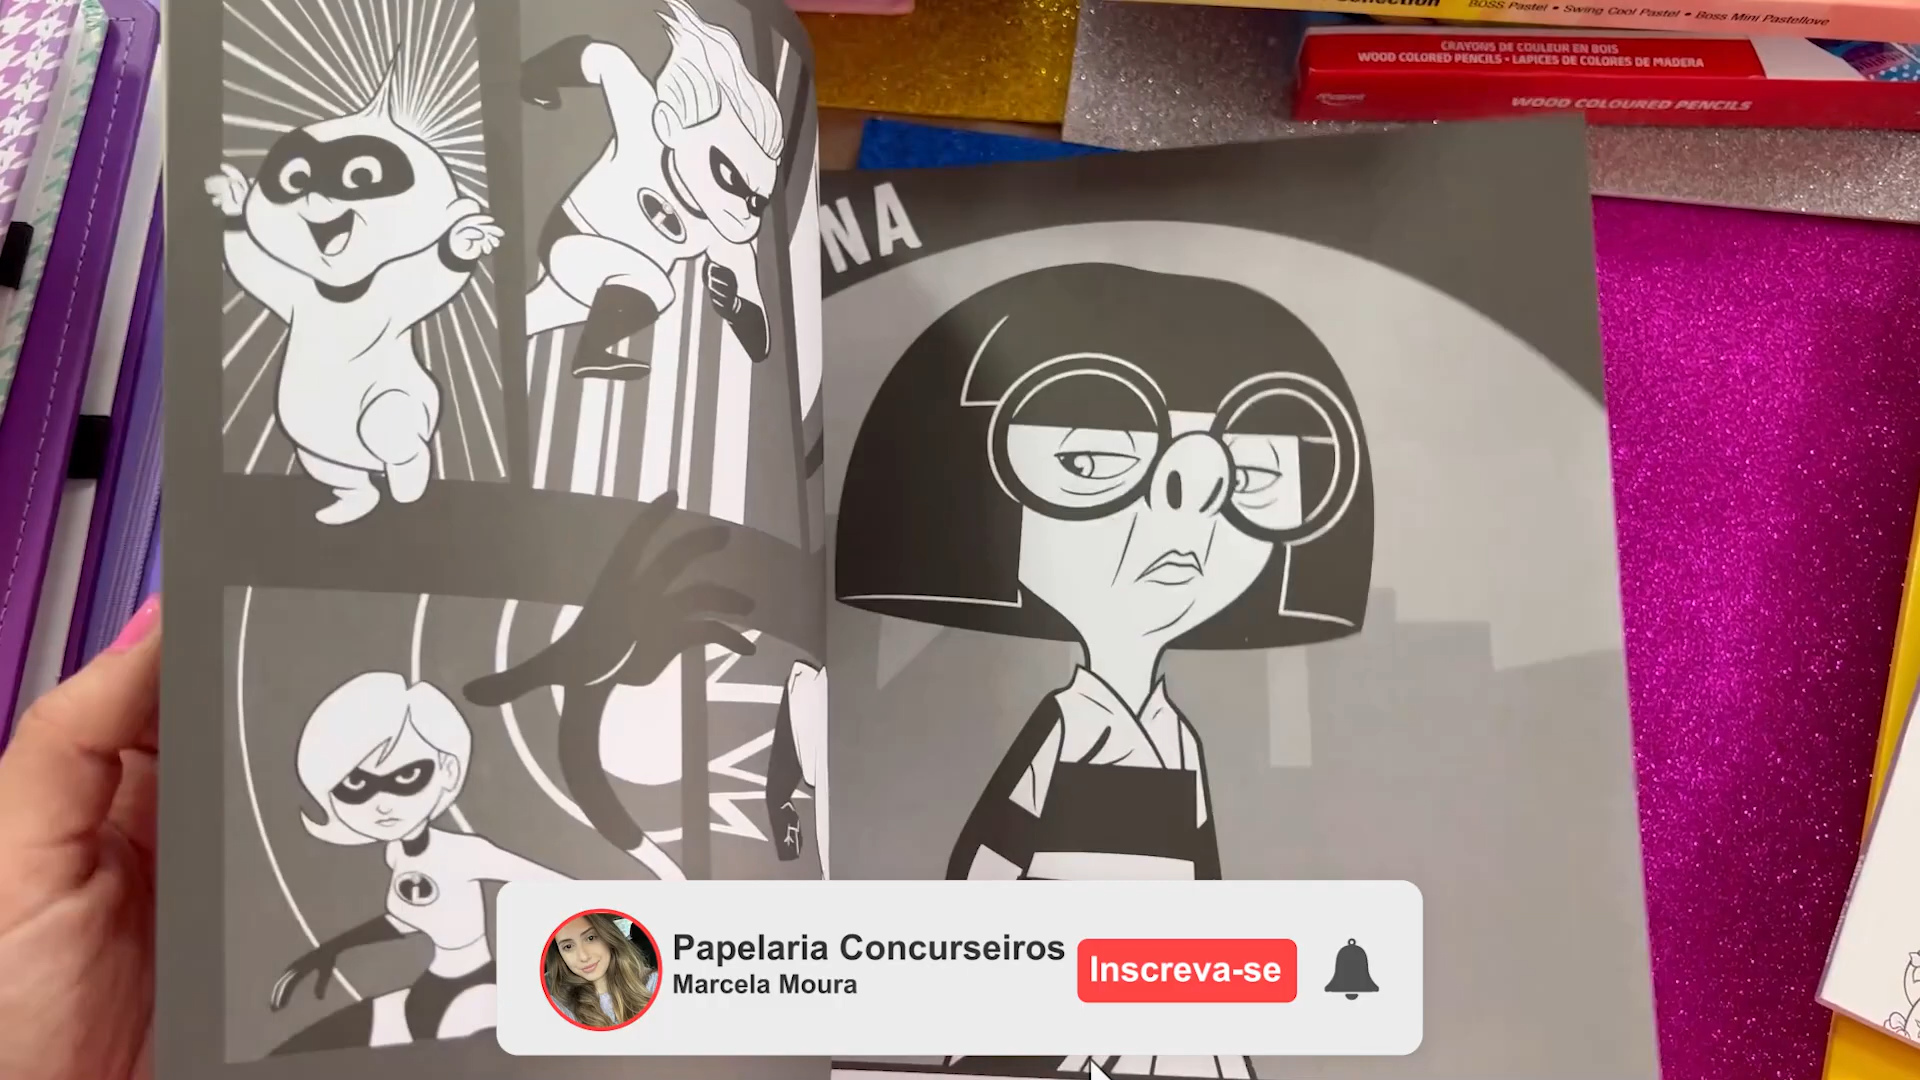 BOSS Pastel • Swing Cool Pastel • Boss Mini Pastellove
CRAYONS DE COULEUR EN BOIS
WOOD COLORED PENCILS • LAPICES DE COLORES DE MADERA
WOOD COLOURED PENCILS
NA
Papelaria Concurseiros
Marcela Moura
Inscreva-se